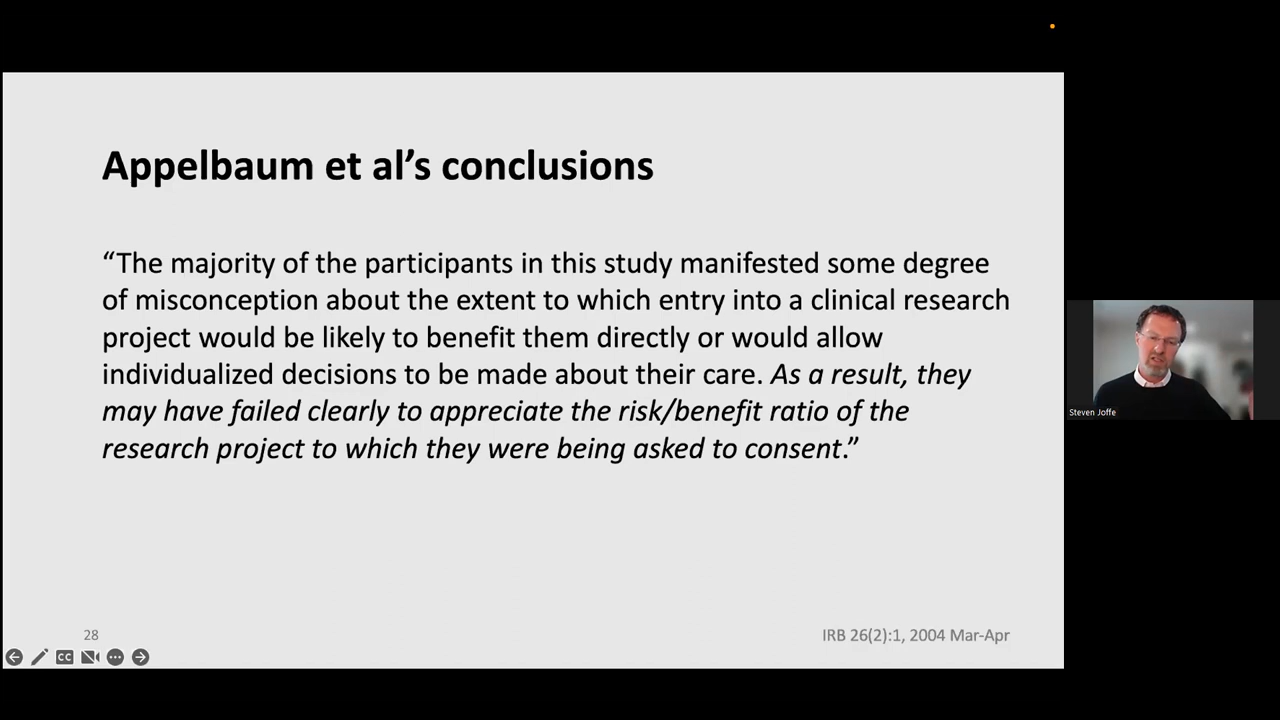 Appelbaum et al’s conclusions
“The majority of the participants in this study manifested some degree
of misconception about the extent to which entry into a clinical research
project would be likely to benefit them directly or would allow
individualized decisions to be made about their care. As a result, they
may have failed clearly to appreciate the risk/benefit ratio of the
research project to which they were being asked to consent.”
Steven Joffe
28
IRB 26(2):1, 2004 Mar-Apr
CC